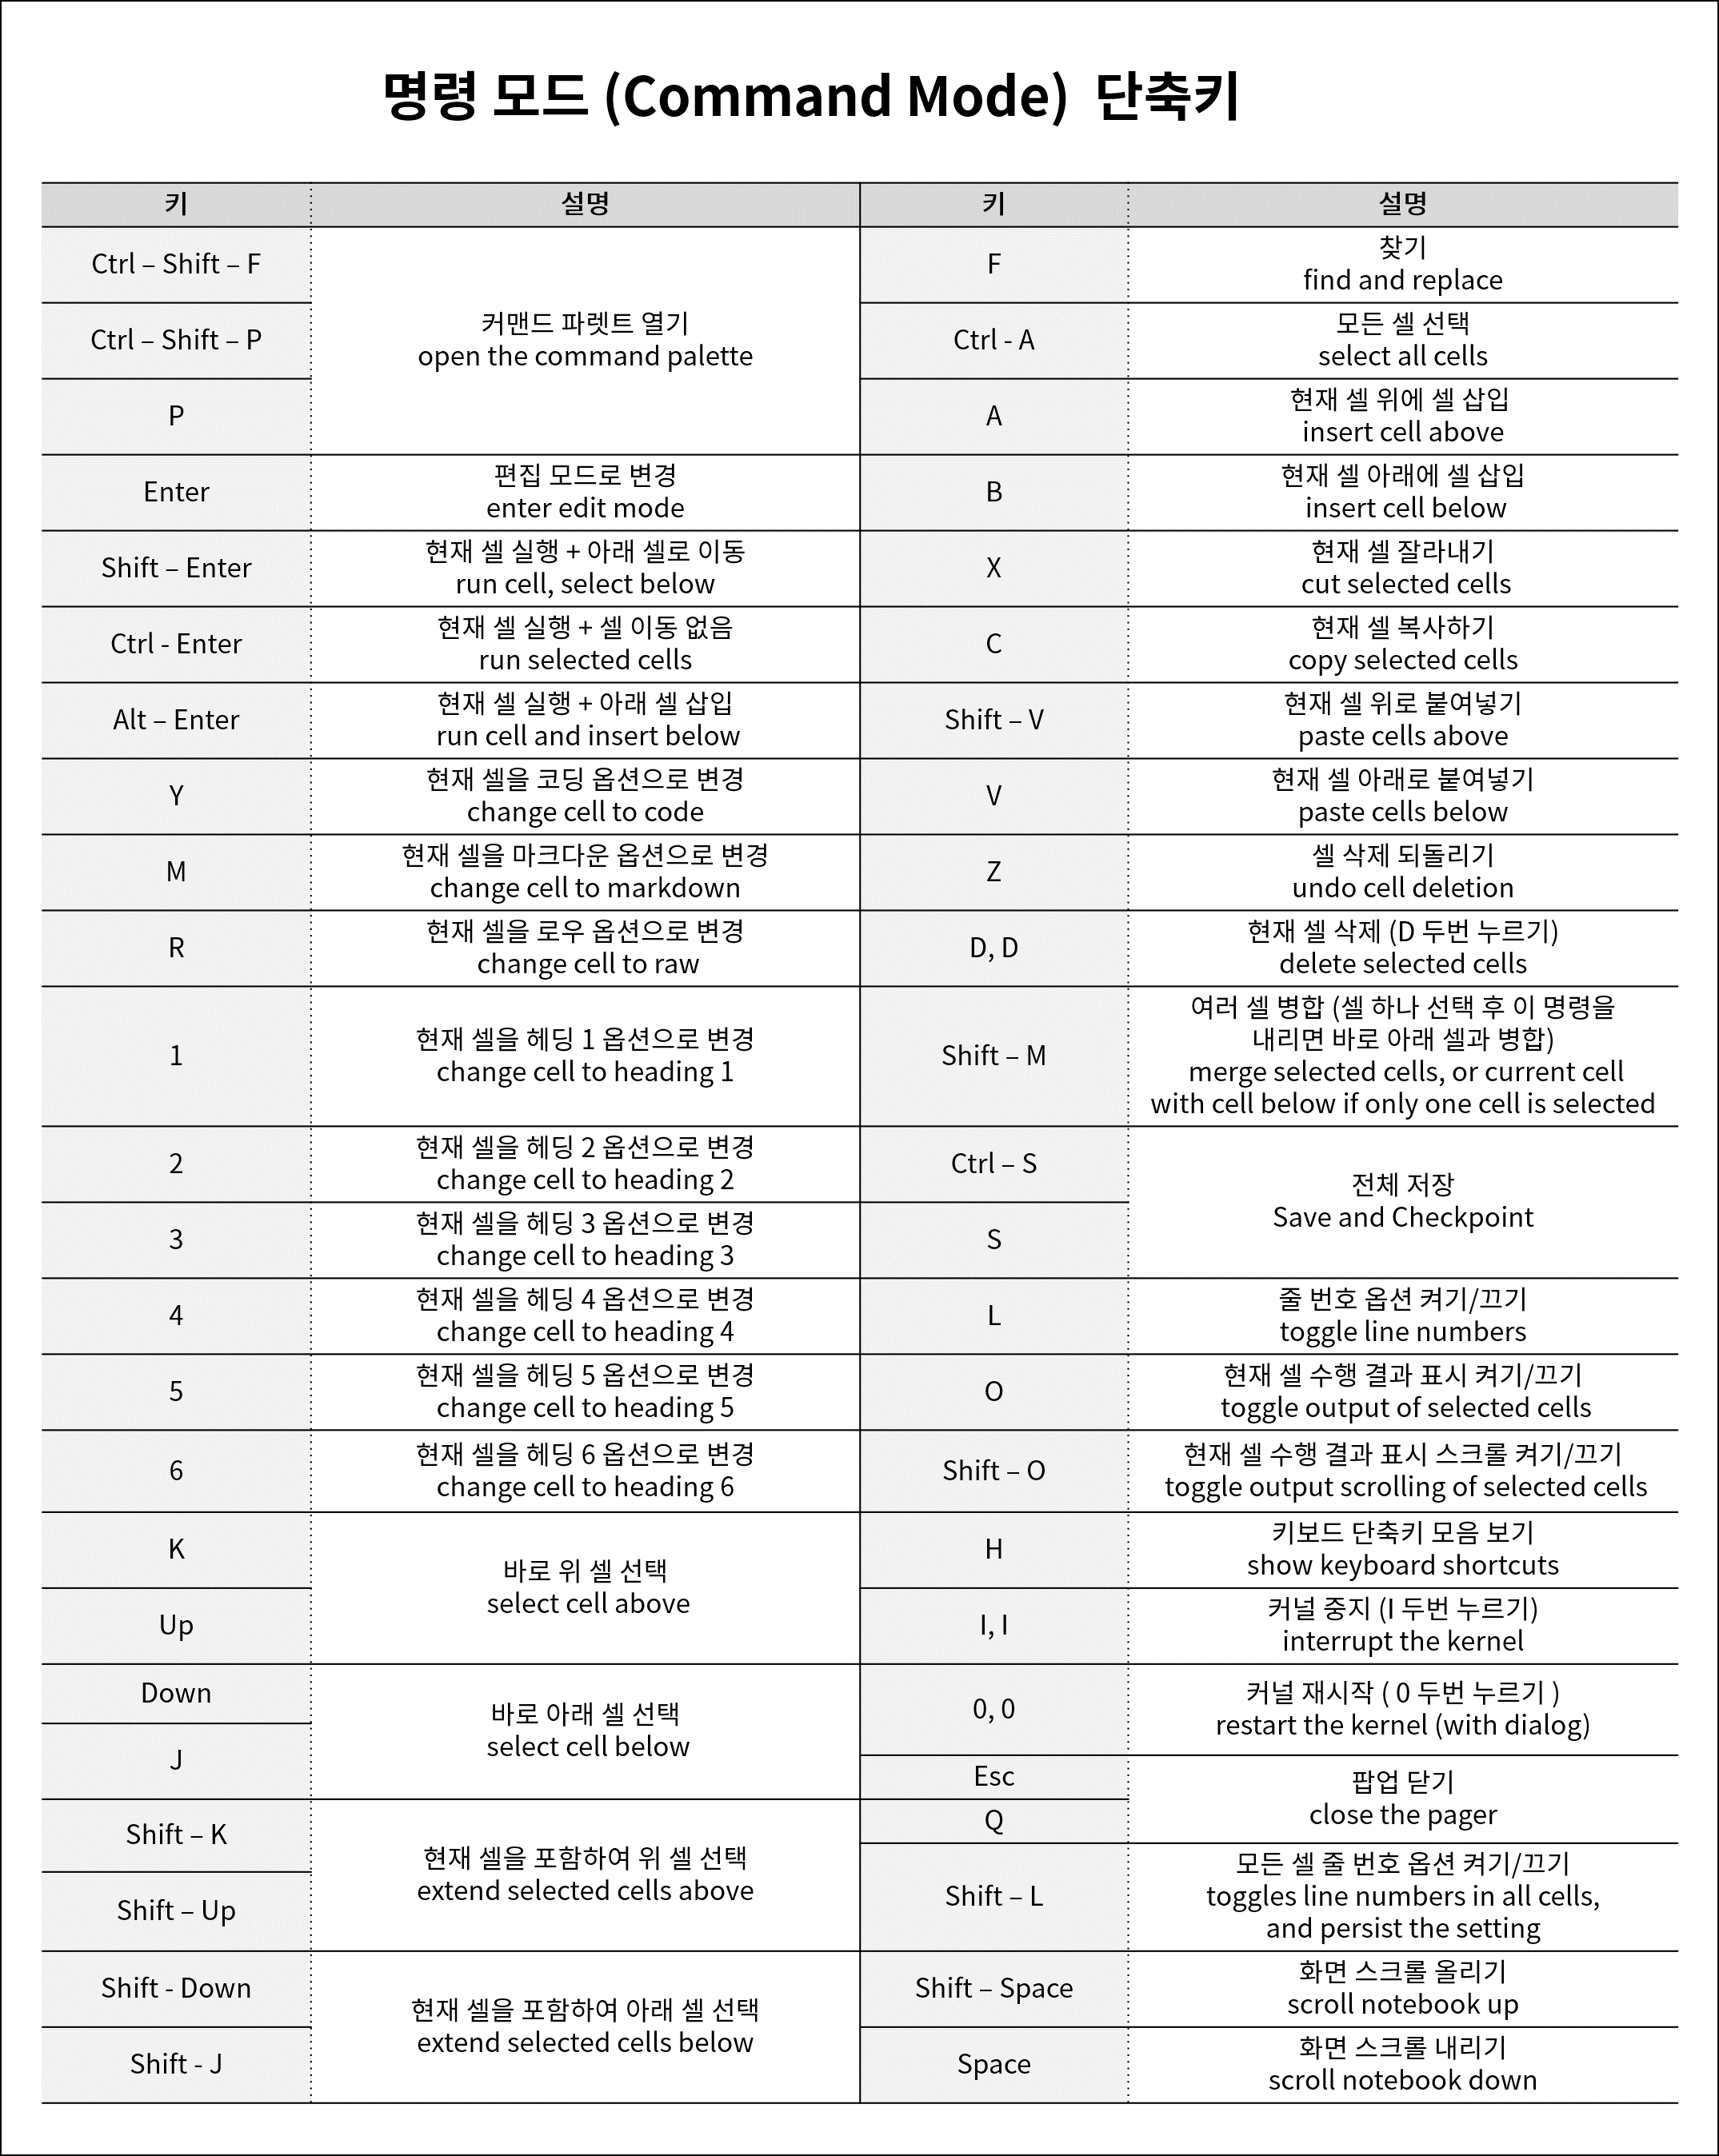 명령 모드 (Command Mode) 단축키
키
설명
Ctrl – Shift – F
Ctrl – Shift – P
P
커맨드 파렛트 열기
open the command palette
Enter
편집 모드로 변경
enter edit mode
Shift – Enter
현재 셀 실행 + 아래 셀로 이동
run cell, select below
Ctrl - Enter
현재 셀 실행 + 셀 이동 없음
run selected cells
Alt – Enter
현재 셀 실행 + 아래 셀 삽입
run cell and insert below
Y
현재 셀을 코딩 옵션으로 변경
change cell to code
M
현재 셀을 마크다운 옵션으로 변경
change cell to markdown
R
현재 셀을 로우 옵션으로 변경
change cell to raw
1
현재 셀을 헤딩 1 옵션으로 변경
change cell to heading 1
2
현재 셀을 헤딩 2 옵션으로 변경
change cell to heading 2
3
현재 셀을 헤딩 3 옵션으로 변경
change cell to heading 3
4
현재 셀을 헤딩 4 옵션으로 변경
change cell to heading 4
5
현재 셀을 헤딩 5 옵션으로 변경
change cell to heading 5
6
현재 셀을 헤딩 6 옵션으로 변경
change cell to heading 6
K
Up
바로 위 셀 선택
select cell above
Down
J
바로 아래 셀 선택
select cell below
Shift – K
Shift – Up
현재 셀을 포함하여 위 셀 선택
extend selected cells above
Shift - Down
Shift - J
현재 셀을 포함하여 아래 셀 선택
extend selected cells below
키
설명
F
찾기
find and replace
Ctrl - A
모든 셀 선택
select all cells
A
현재 셀 위에 셀 삽입
insert cell above
B
현재 셀 아래에 셀 삽입
insert cell below
X
현재 셀 잘라내기
cut selected cells
C
현재 셀 복사하기
copy selected cells
Shift – V
현재 셀 위로 붙여넣기
paste cells above
V
현재 셀 아래로 붙여넣기
paste cells below
Z
셀 삭제 되돌리기
undo cell deletion
D, D
현재 셀 삭제 (D 두번 누르기)
delete selected cells
Shift – M
여러 셀 병합 (셀 하나 선택 후 이 명령을
내리면 바로 아래 셀과 병합)
merge selected cells, or current cell
with cell below if only one cell is selected
Ctrl – S
S
전체 저장
Save and Checkpoint
L
줄 번호 옵션 켜기/끄기
toggle line numbers
O
현재 셀 수행 결과 표시 켜기/끄기
toggle output of selected cells
Shift – O
현재 셀 수행 결과 표시 스크롤 켜기/끄기
toggle output scrolling of selected cells
H
키보드 단축키 모음 보기
show keyboard shortcuts
I, I
커널 중지 (I 두번 누르기)
interrupt the kernel
0, 0
커널 재시작 ( 0 두번 누르기 )
restart the kernel (with dialog)
Esc
Q
팝업 닫기
close the pager
Shift – L
모든 셀 줄 번호 옵션 켜기/끄기
toggles line numbers in all cells,
and persist the setting
Shift – Space
화면 스크롤 올리기
scroll notebook up
Space
화면 스크롤 내리기
scroll notebook down